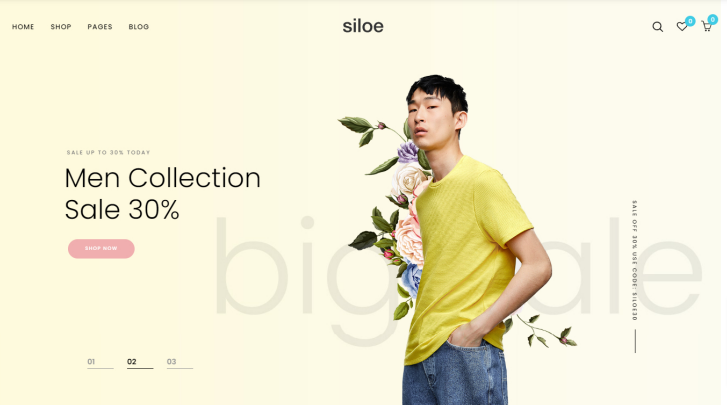 HOME SHOP PAGES BLOG
siloe
0
0
SALE UP TO 30% TODAY
Men Collection
Sale 30%
SHOP NOW
big sale
SALE OFF 30% USE CODE: SILOE30
01 02 03